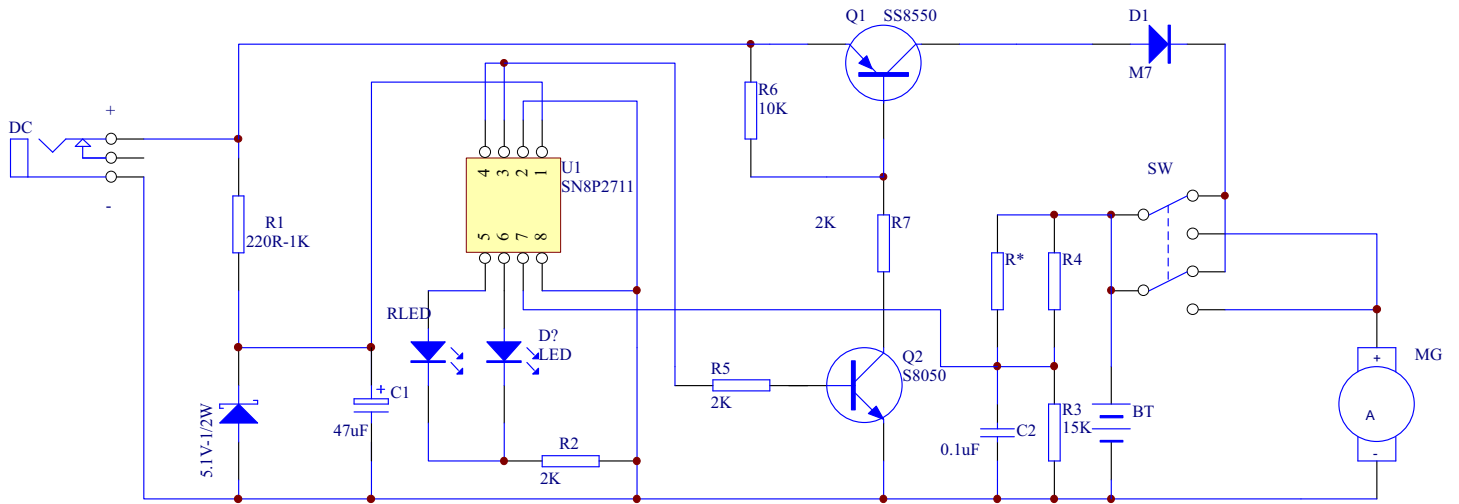 Q1 SS8550
D1
M7
R6
10K
+
DC
-
4 3 2 1
U1
SN8P2711
5 6 7 8
R1
220R-1K
SW
2K
R7
R*
R4
RLED
D?
LED
Q2
S8050
R5
2K
5.1V-1/2W
+
C1
47uF
R2
2K
C2
0.1uF
R3
15K
BT
+
MG
A
-